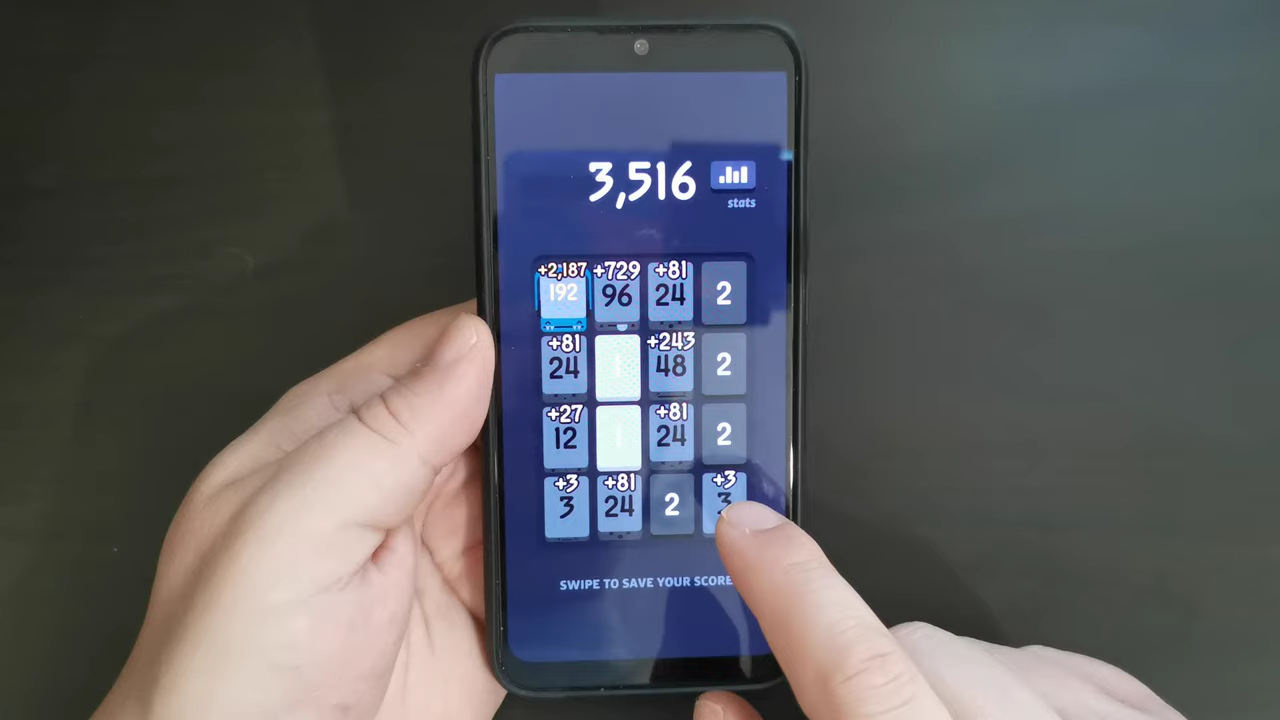 3,516
stats
+2,187 +729 +81
192 96 24 2
+81 +243
24 48 2
+27 +81
12 24 2
+3 +81 +3
3 24 2 3
SWIPE TO SAVE YOUR SCORE